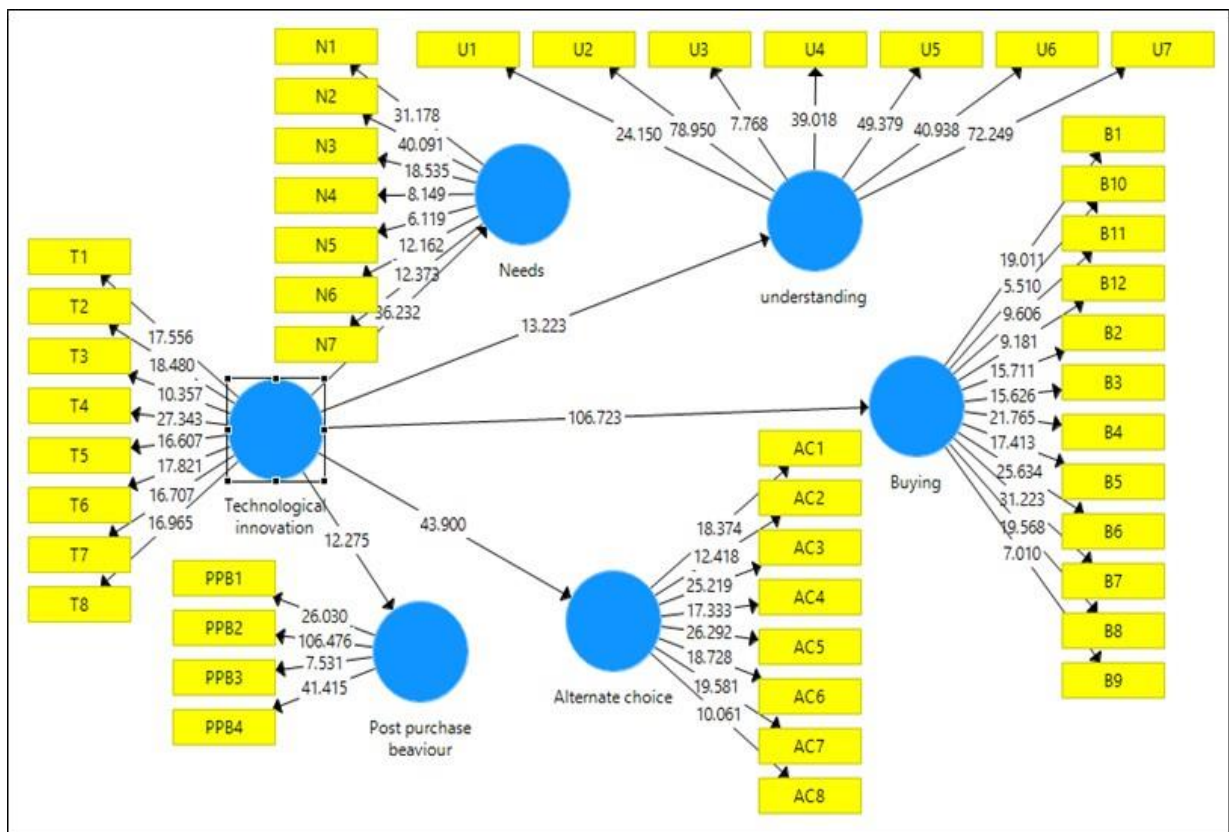 N1
31.178
N2
40.091
N3
18.535
N4
8.149
N5
6.119
N6
12.162
N7
12.373
36.232
Needs
U1
U2
U3
U4
U5
U6
U7
24.150
78.950
7.768
39.018
49.379
40.938
72.249
understanding
13.223
T1
T2
T3
T4
T5
T6
T7
T8
17.556
18.480
10.357
27.343
16.607
17.821
16.707
16.965
Technological
innovation
106.723
12.275
43.900
B1
B10
B11
B12
B2
B3
B4
B5
B6
B7
B8
B9
19.011
5.510
9.606
9.181
15.711
15.626
21.765
17.413
25.634
31.223
19.568
7.010
Buying
PPB1
PPB2
PPB3
PPB4
26.030
106.476
7.531
41.415
Post purchase
beaviour
AC1
AC2
AC3
AC4
AC5
AC6
AC7
AC8
18.374
12.418
25.219
17.333
26.292
18.728
19.581
10.061
Alternate choice